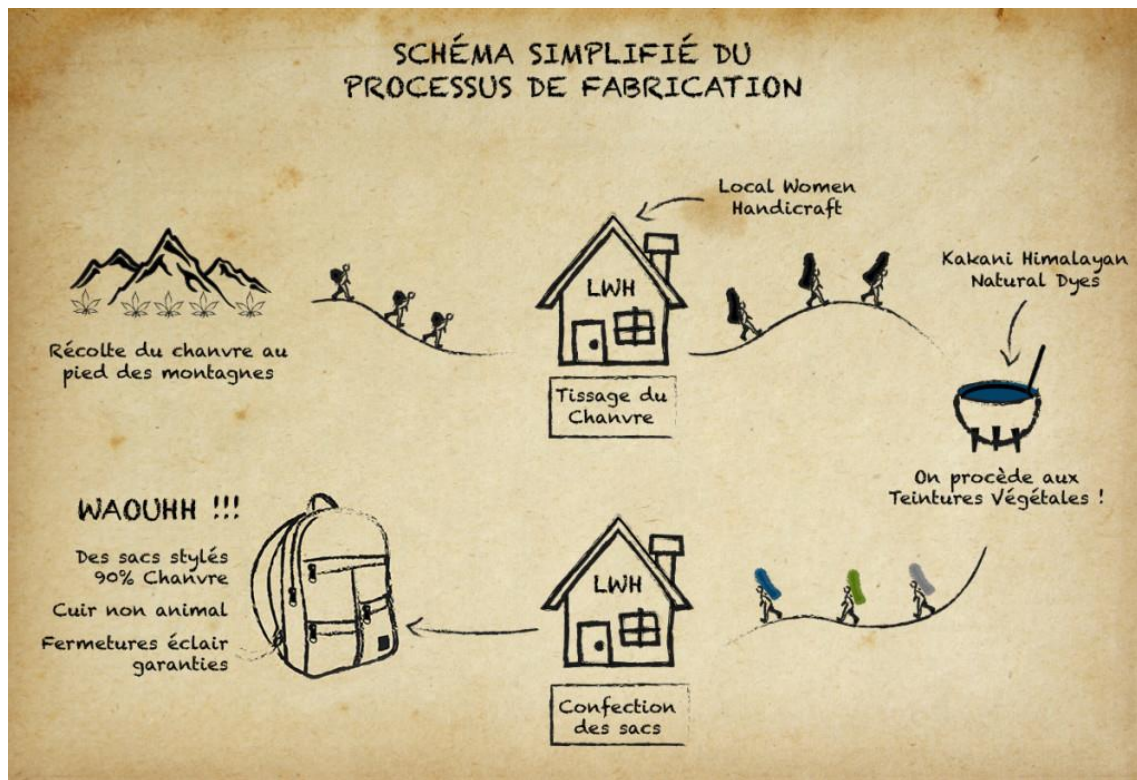 SCHÉMA SIMPLIFIÉ DU
PROCESSUS DE FABRICATION
Récolte du chanvre au
pied des montagnes
LWH
Tissage du
Chanvre
Local Women
Handicraft
Kakani Himalayan
Natural Dyes
On procède aux
Teintures Végétales !
LWH
Confection
des sacs
WAOUHH !!!
Des sacs stylés
90% Chanvre
Cuir non animal
Fermetures éclair
garanties